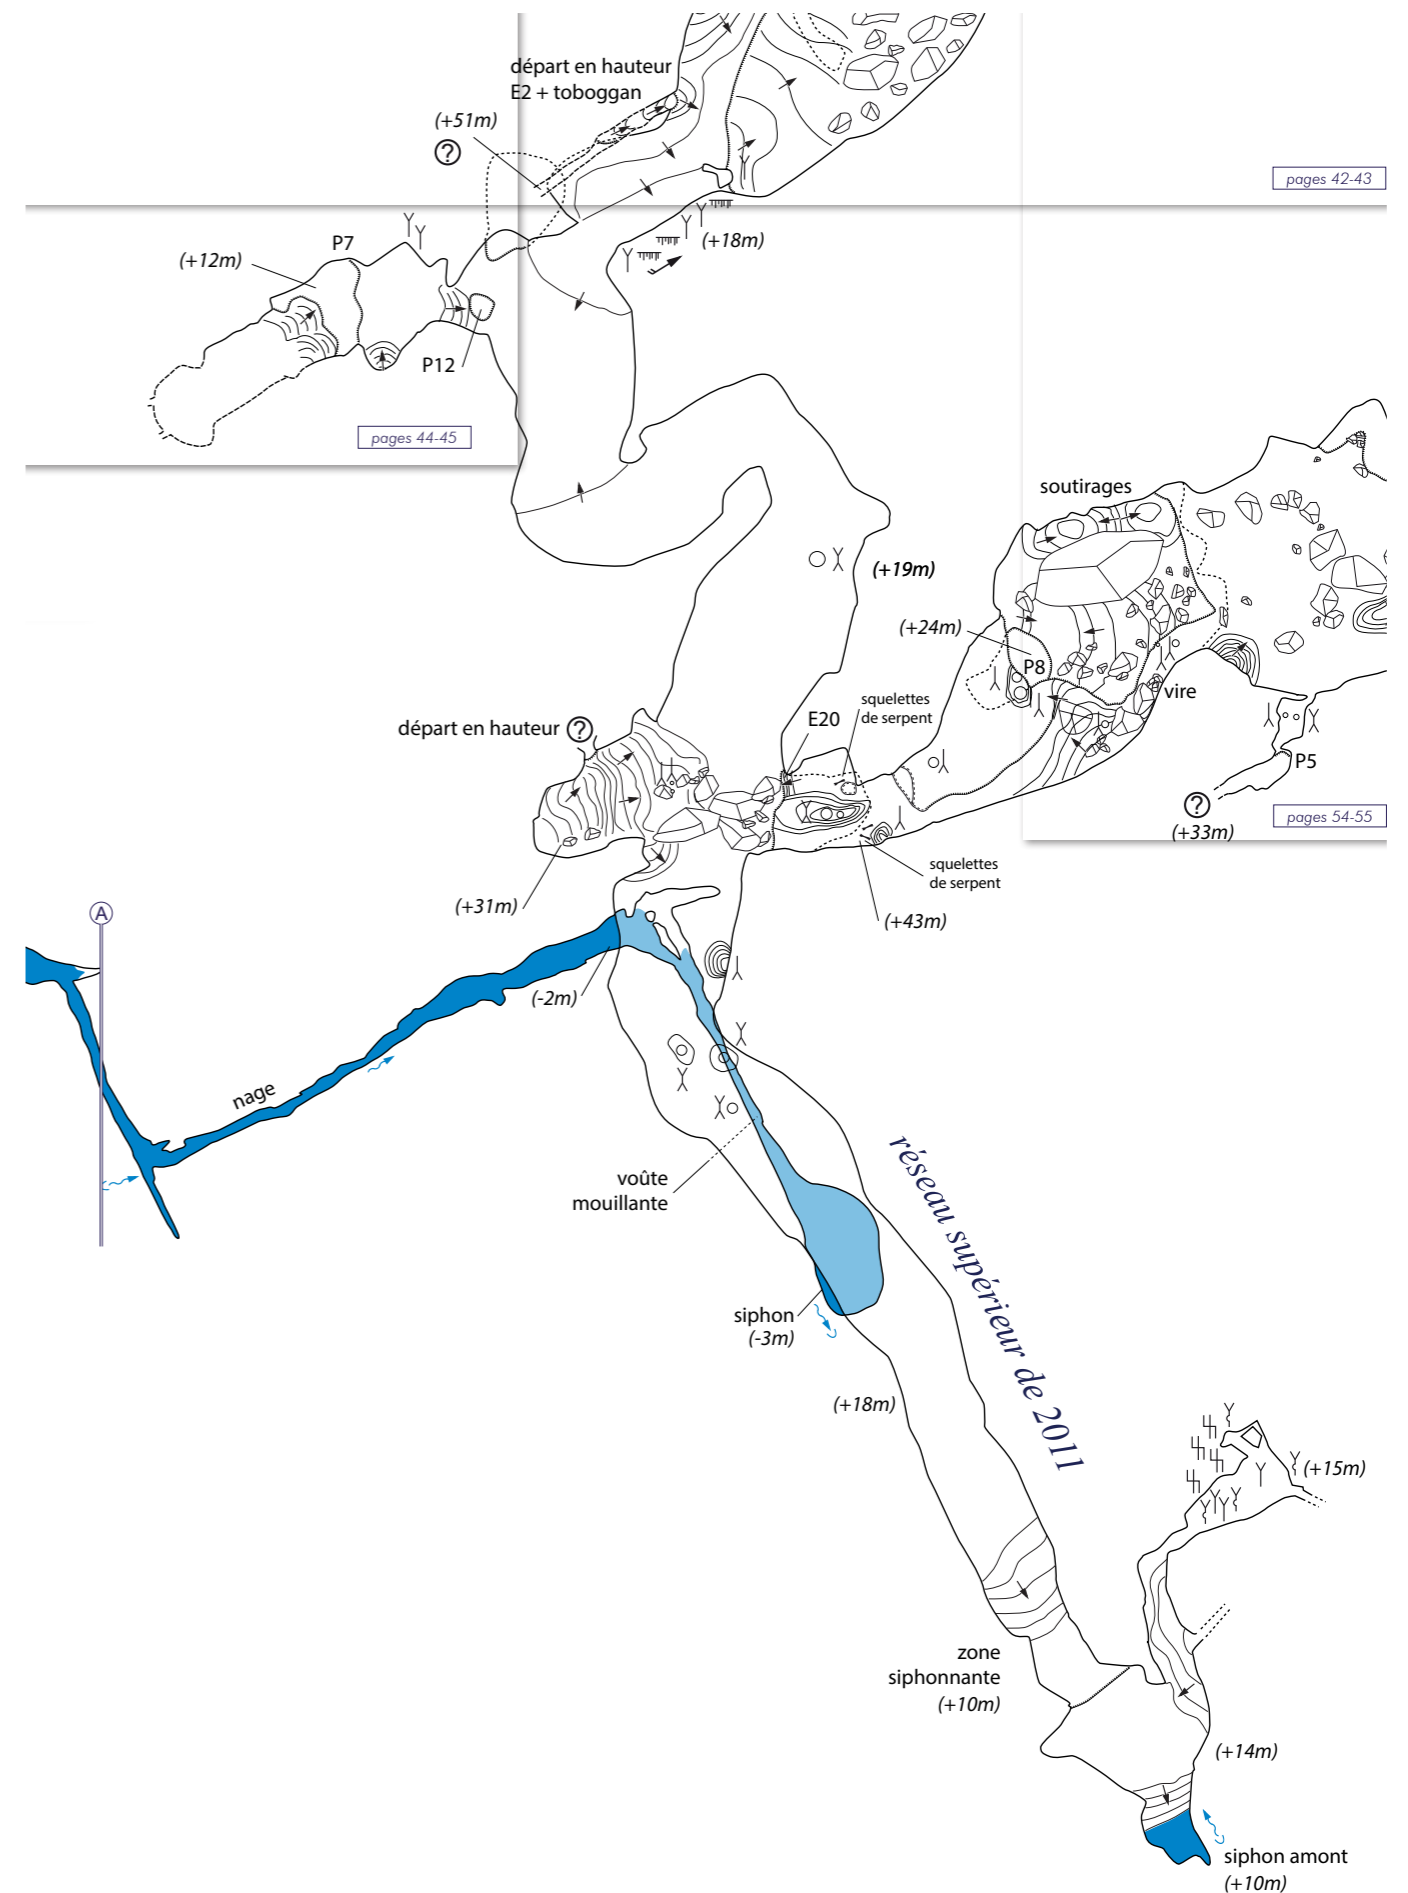 départ en hauteur
E2 + toboggan
(+51m)
?
pages 42-43
(+12m)
P7
(+18m)
P12
pages 44-45
soutirages
(+19m)
(+24m)
P8
vire
squelettes
de serpent
E20
départ en hauteur ?
P5
?
(+33m)
pages 54-55
squelettes
de serpent
(+31m)
(+43m)
A
(-2m)
nage
voûte
mouillante
réseau supérieur de 2011
siphon
(-3m)
(+18m)
(+15m)
zone
siphonnante
(+10m)
(+14m)
siphon amont
(+10m)